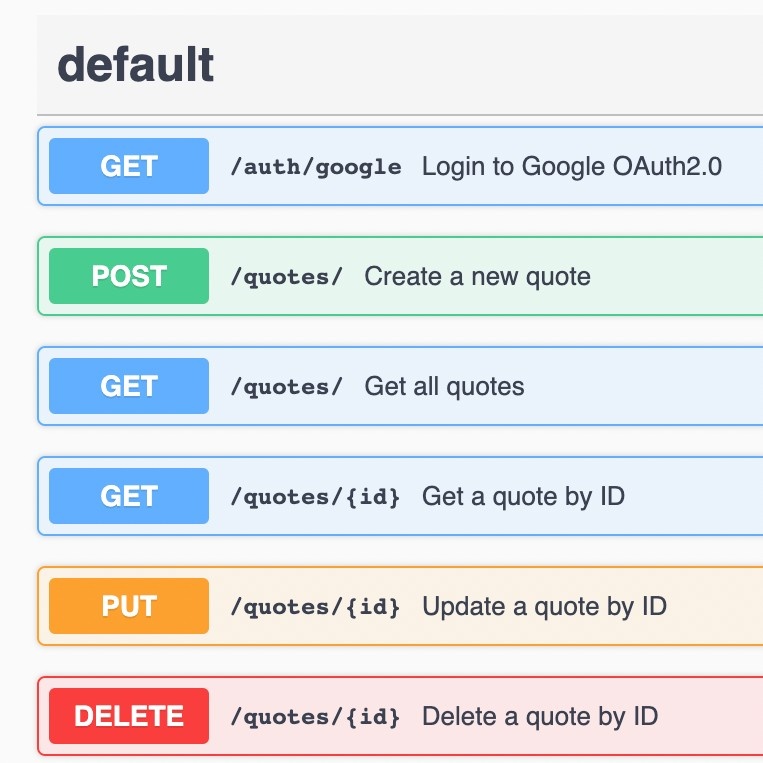 default
GET /auth/google Login to Google OAuth2.0
POST /quotes/ Create a new quote
GET /quotes/ Get all quotes
GET /quotes/{id} Get a quote by ID
PUT /quotes/{id} Update a quote by ID
DELETE /quotes/{id} Delete a quote by ID